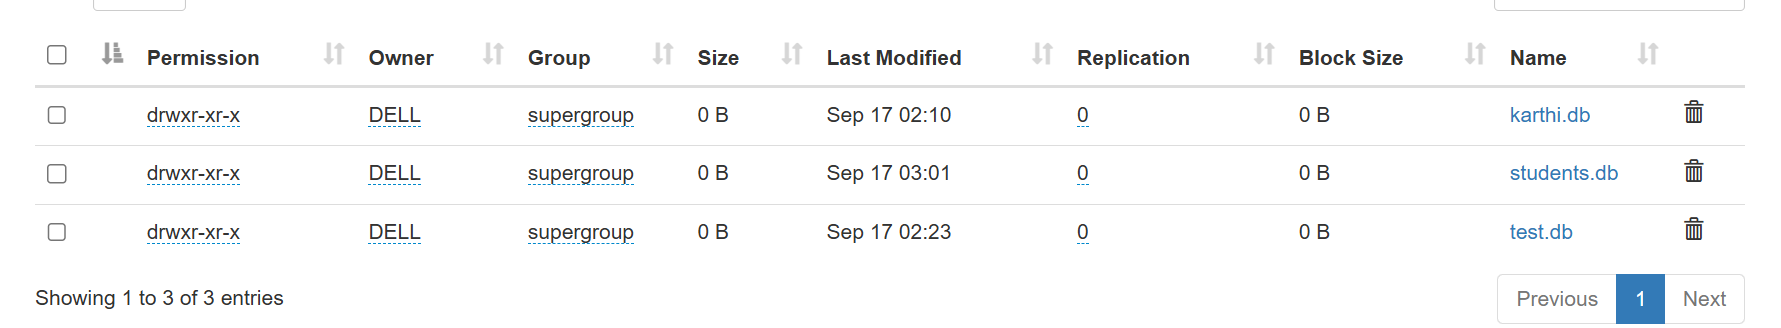 Permission Owner Group Size Last Modified Replication Block Size Name
drwxr-xr-x DELL supergroup 0 B Sep 17 02:10 0 0 B karthi.db
drwxr-xr-x DELL supergroup 0 B Sep 17 03:01 0 0 B students.db
drwxr-xr-x DELL supergroup 0 B Sep 17 02:23 0 0 B test.db
Showing 1 to 3 of 3 entries Previous 1 Next